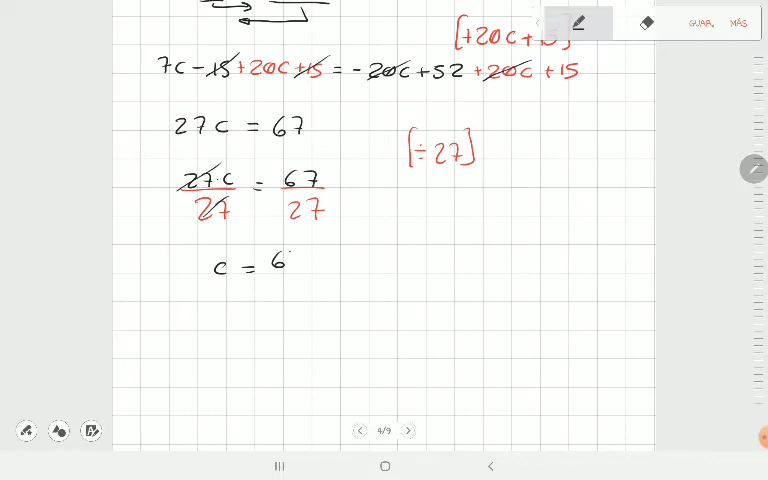 [+20c+15]
GUAR. MÁS
7c - 15 + 20c + 15 = - 20c + 52 + 20c + 15
27c = 67
[÷ 27]
27·c / 27 = 67 / 27
c = 6
4/9